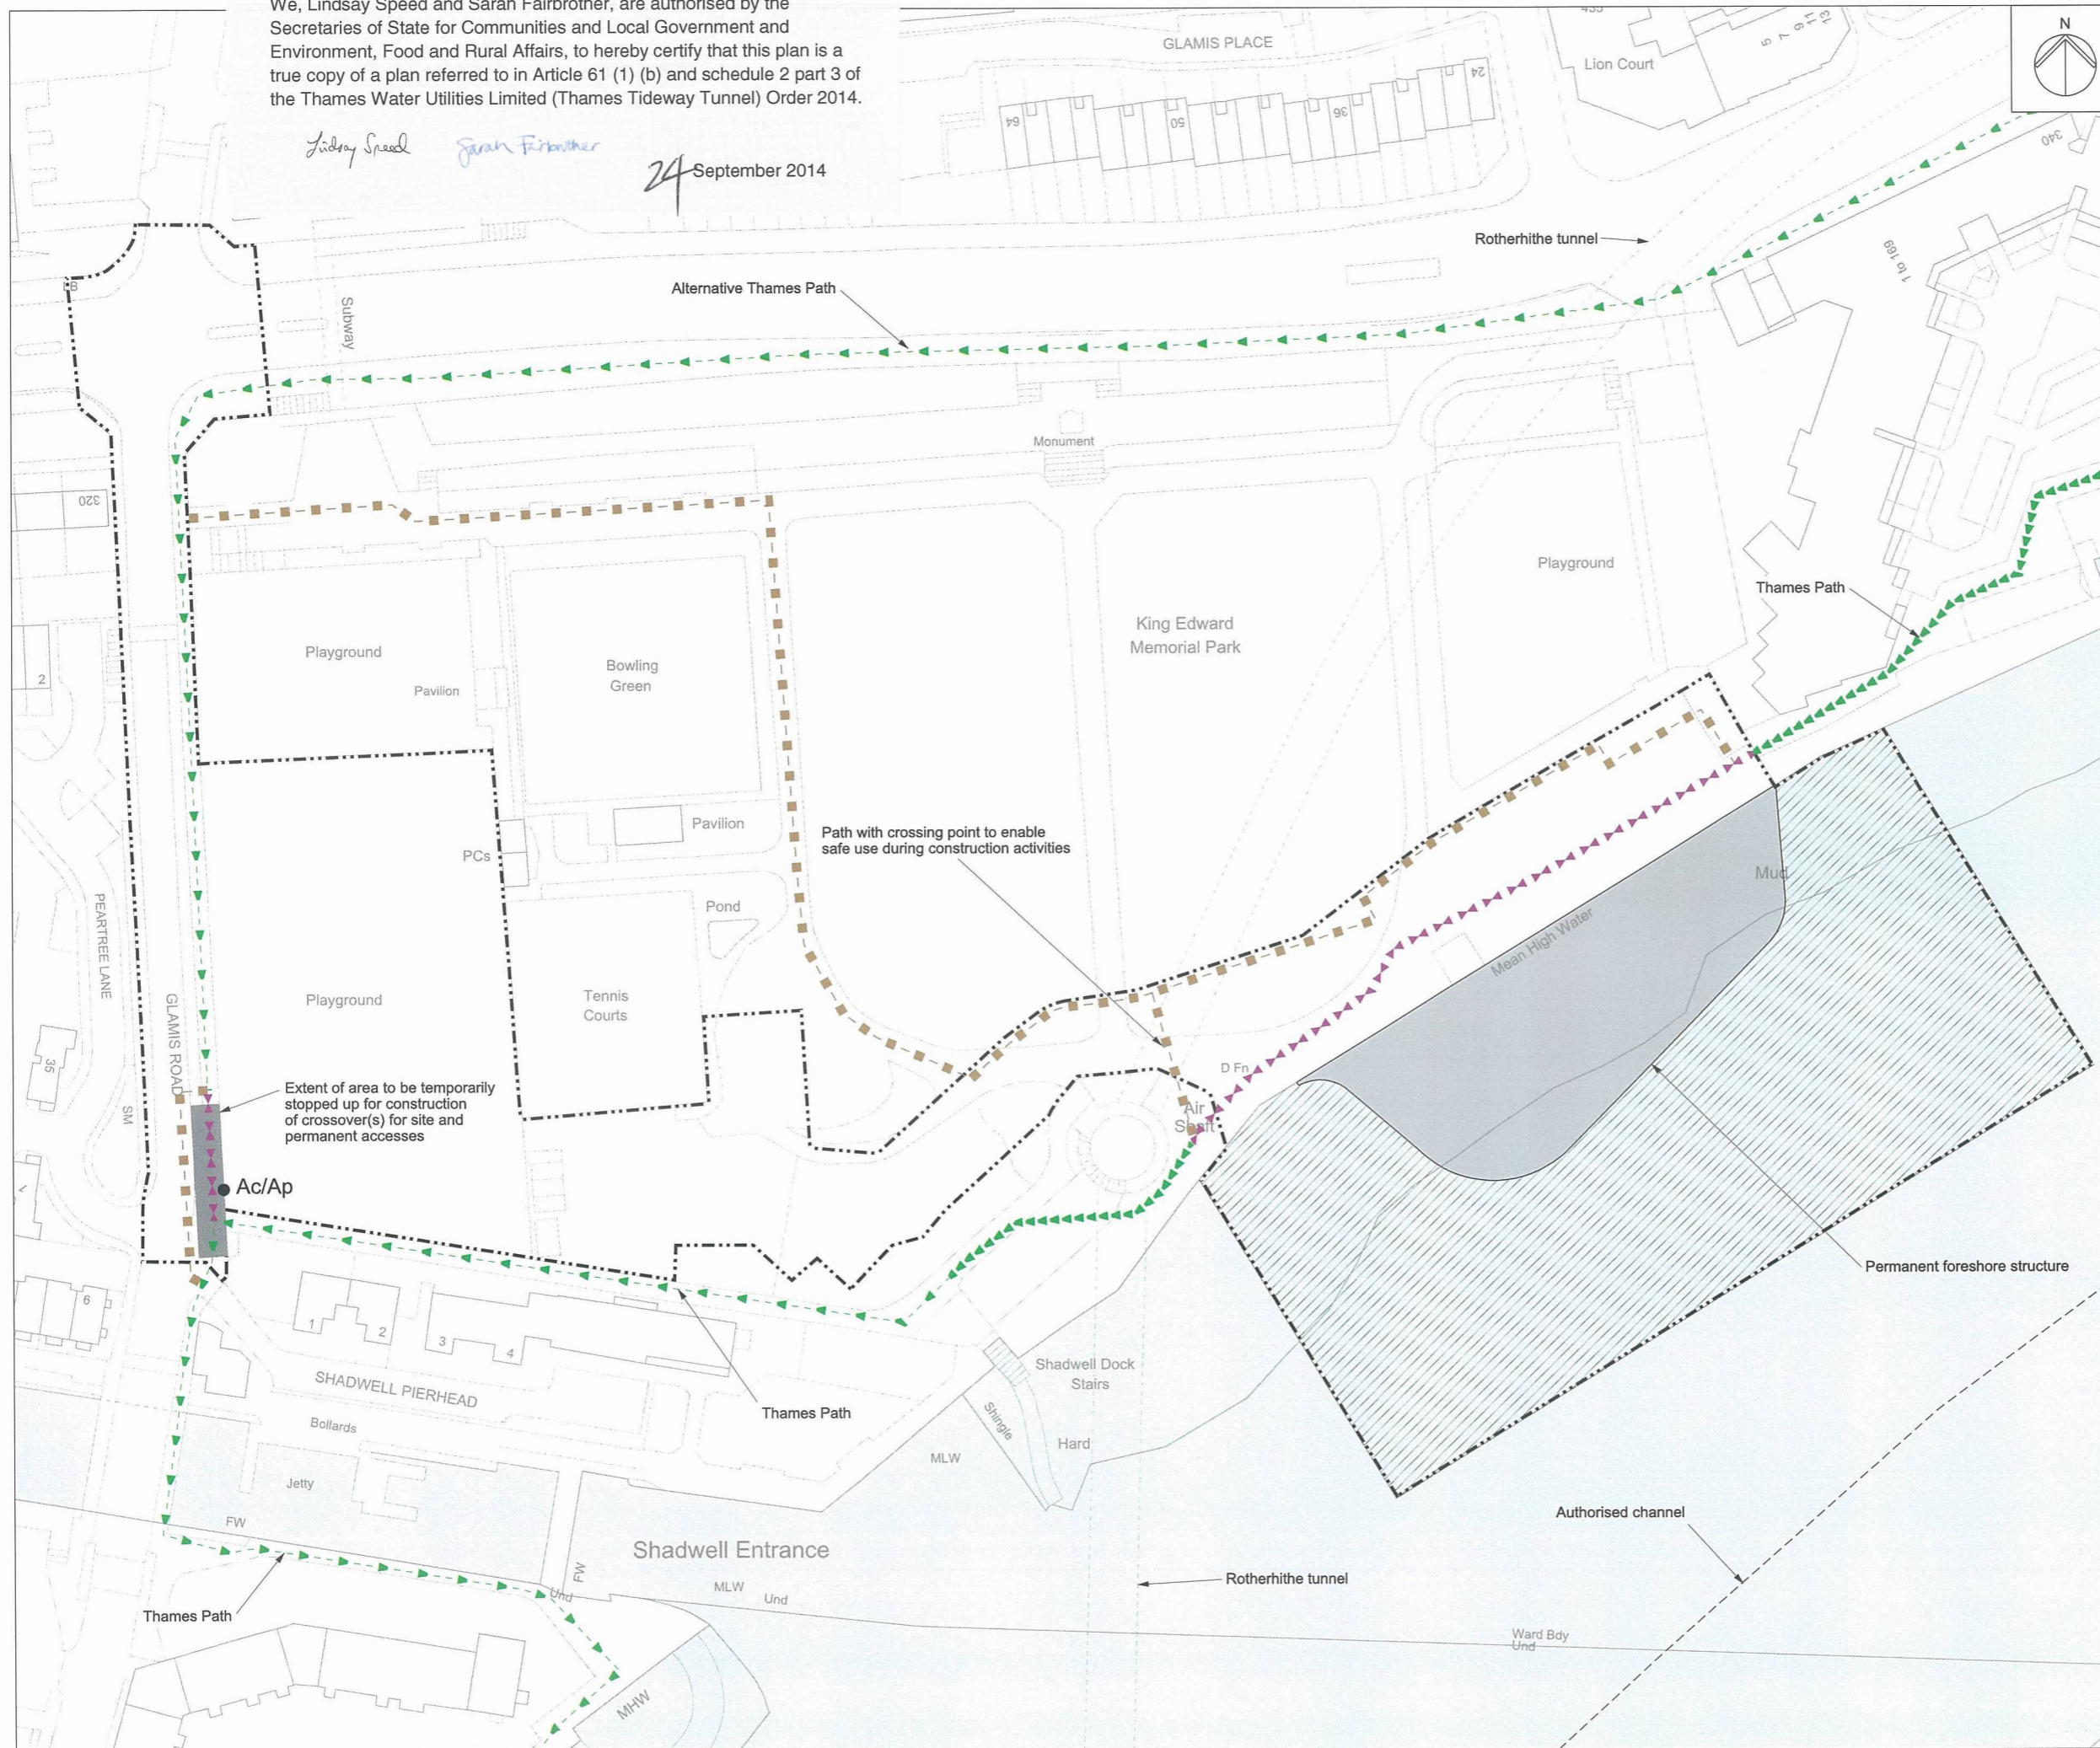 We, Lindsay Speed and Sarah Fairbrother, are authorised by the
Secretaries of State for Communities and Local Government and
Environment, Food and Rural Affairs, to hereby certify that this plan is a
true copy of a plan referred to in Article 61 (1) (b) and schedule 2 part 3 of
the Thames Water Utilities Limited (Thames Tideway Tunnel) Order 2014.
Lindsay Speed
Sarah Fairbrother
24 September 2014
GLAMIS PLACE
435
5
7
9
11
13
Lion Court
N
64
50
36
24
340
Rotherhithe tunnel
1 to 169
Alternative Thames Path
LB
Subway
Monument
320
Playground
Thames Path
King Edward
Memorial Park
Playground
Bowling
Green
Pavilion
2
Pavilion
Path with crossing point to enable
safe use during construction activities
PCs
Mud
Pond
PEARTREE LANE
Mean High Water
Tennis
Courts
Playground
GLAMIS ROAD
35
SM
D Fn
Extent of area to be temporarily
stopped up for construction
of crossover(s) for site and
permanent accesses
Air
Shaft
Ac/Ap
Permanent foreshore structure
6
1
2
3
4
Shadwell Dock
Stairs
SHADWELL PIERHEAD
Thames Path
Bollards
Shingle
Hard
MLW
Jetty
FW
Authorised channel
Shadwell Entrance
FW
Rotherhithe tunnel
MLW
Und
Und
Thames Path
Ward Bdy
Und
MHW